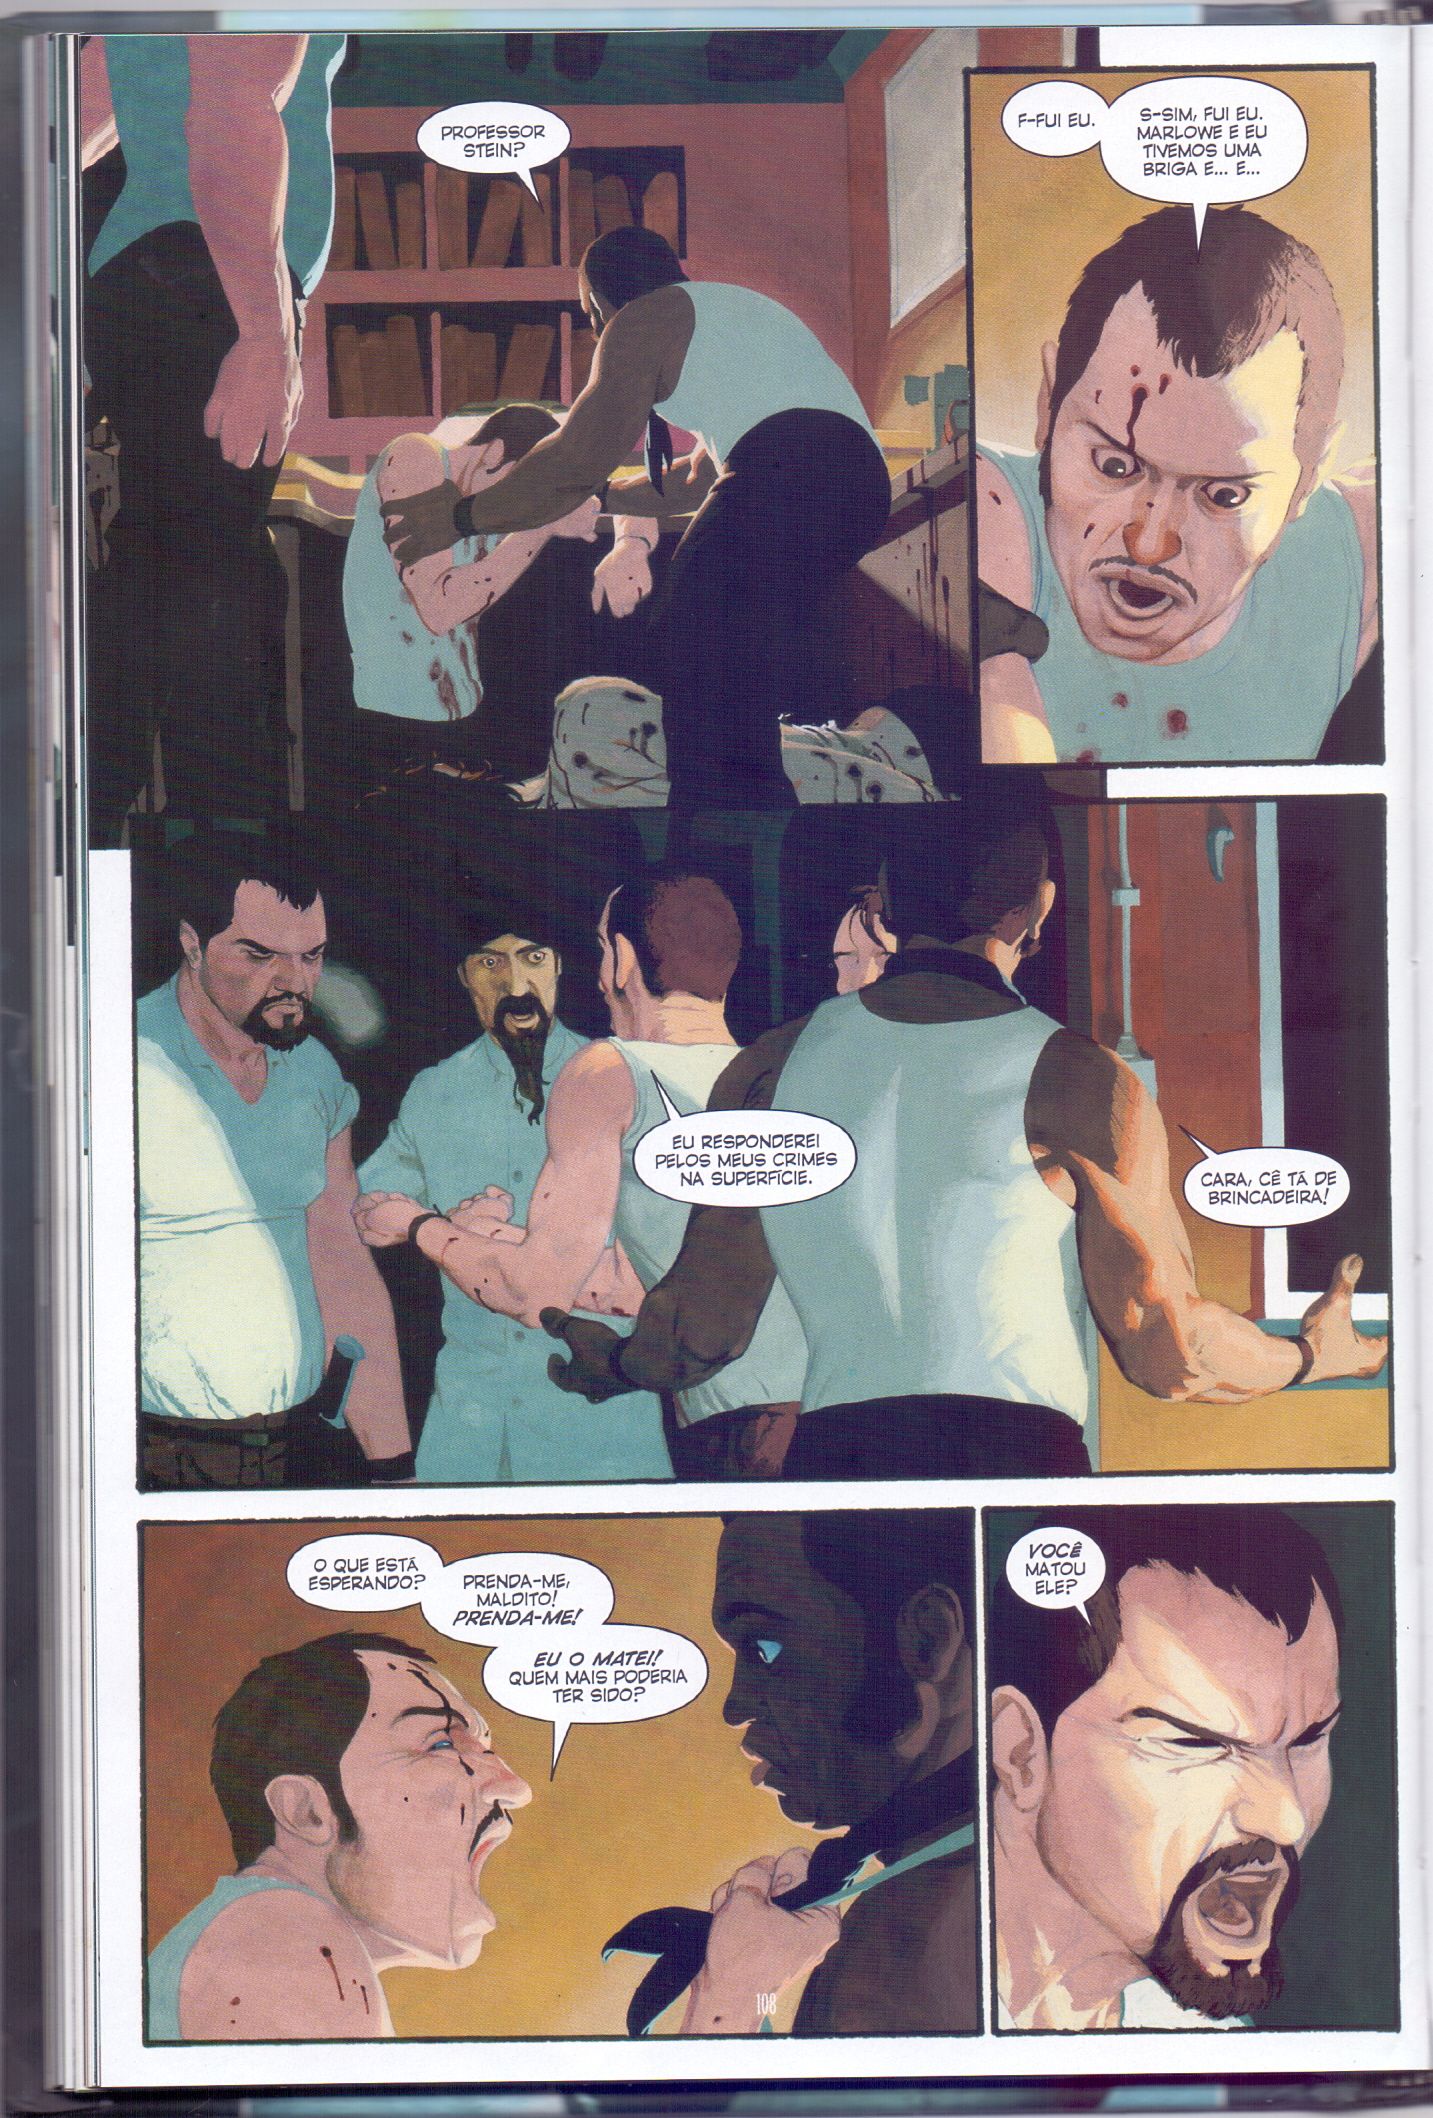 PROFESSOR
STEIN?
F-FUI EU.
S-SIM, FUI EU.
MARLOWE E EU
TIVEMOS UMA
BRIGA E... E...
EU RESPONDEREI
PELOS MEUS CRIMES
NA SUPERFÍCIE.
CARA, CÊ TÁ DE
BRINCADEIRA!
O QUE ESTÁ
ESPERANDO?
PRENDA-ME,
MALDITO!
PRENDA-ME!
EU O MATEI!
QUEM MAIS PODERIA
TER SIDO?
VOCÊ
MATOU
ELE?
108